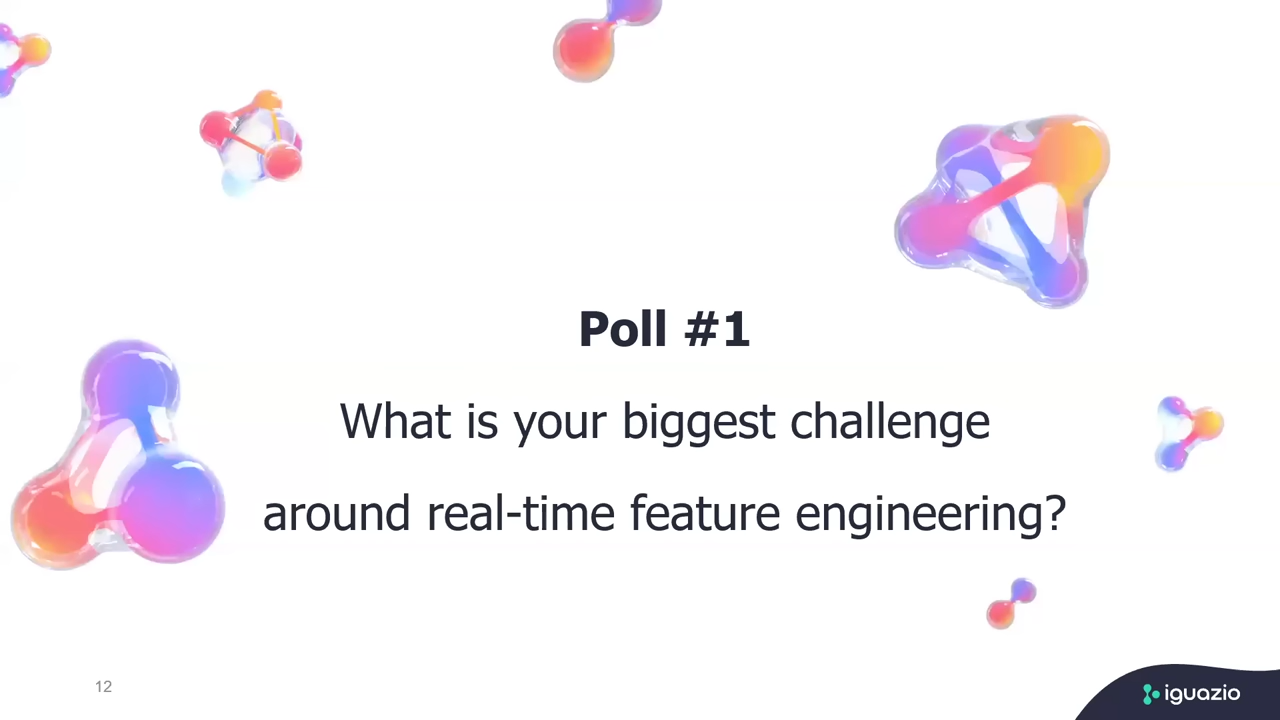 Poll #1
What is your biggest challenge
around real-time feature engineering?
12
iguazio